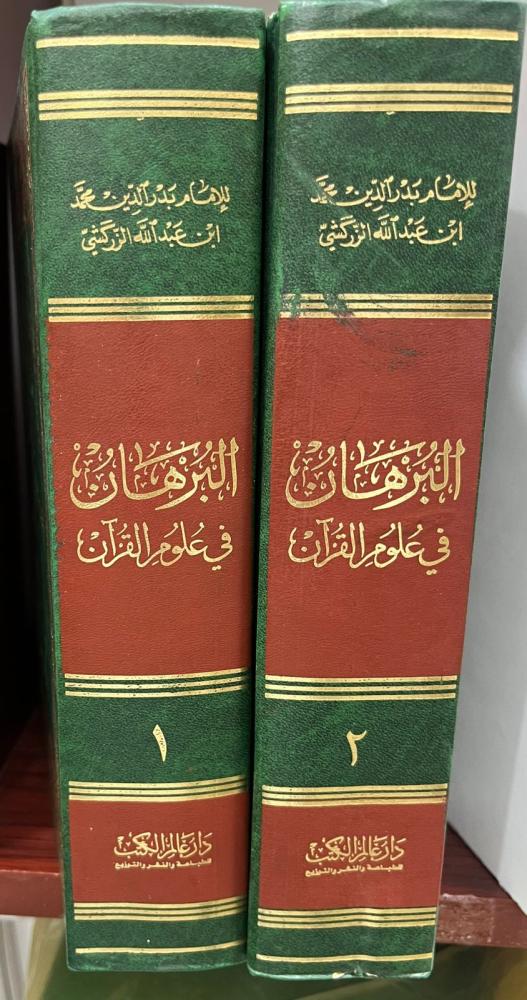 للإمام بدر الدين محمد
ابن عبد الله الزركشي
البرهان
في علوم القرآن
١
دار عالم الكتب
للطباعة والنشر والتوزيع
للإمام بدر الدين محمد
ابن عبد الله الزركشي
البرهان
في علوم القرآن
٢
دار عالم الكتب
للطباعة والنشر والتوزيع